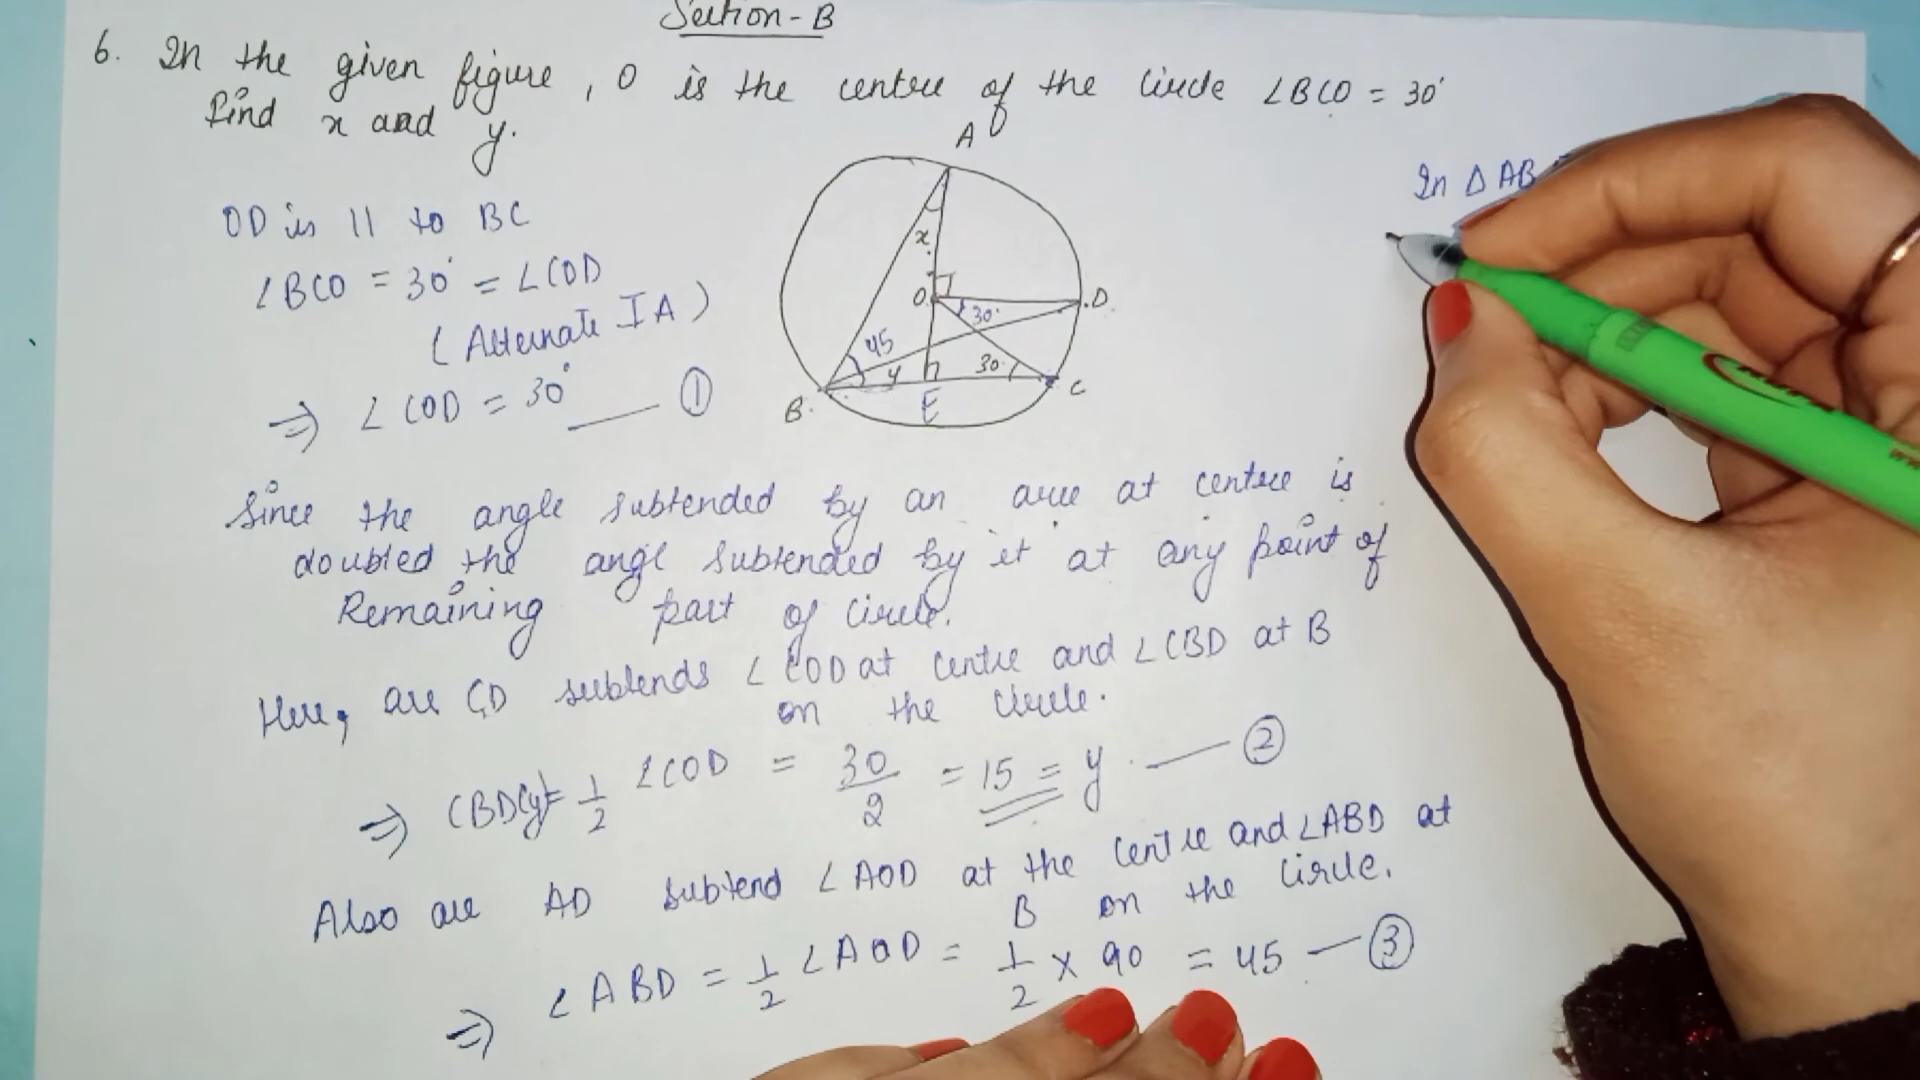 Section - B
6. In the given figure, O is the centre of the circle ∠BCO = 30°
find x and y.
A
x
O
D
30°
45
y
30°
B
E
C
OD is || to BC
∠BCO = 30° = ∠COD
(Alternate I A)
⇒ ∠COD = 30° —— ①
Since the angle subtended by an arc at centre is
doubled the angl subtended by it at any point of
Remaining part of circle.
Here, arc CD subtends ∠COD at centre and ∠CBD at B
on the circle.
⇒ CBD(y) = 1/2 ∠COD = 30/2 = 15 = y —— ②
Also arc AD subtend ∠AOD at the centre and ∠ABD at
B on the circle.
⇒ ∠ABD = 1/2 ∠AOD = 1/2 × 90 = 45 — ③
In △ AB